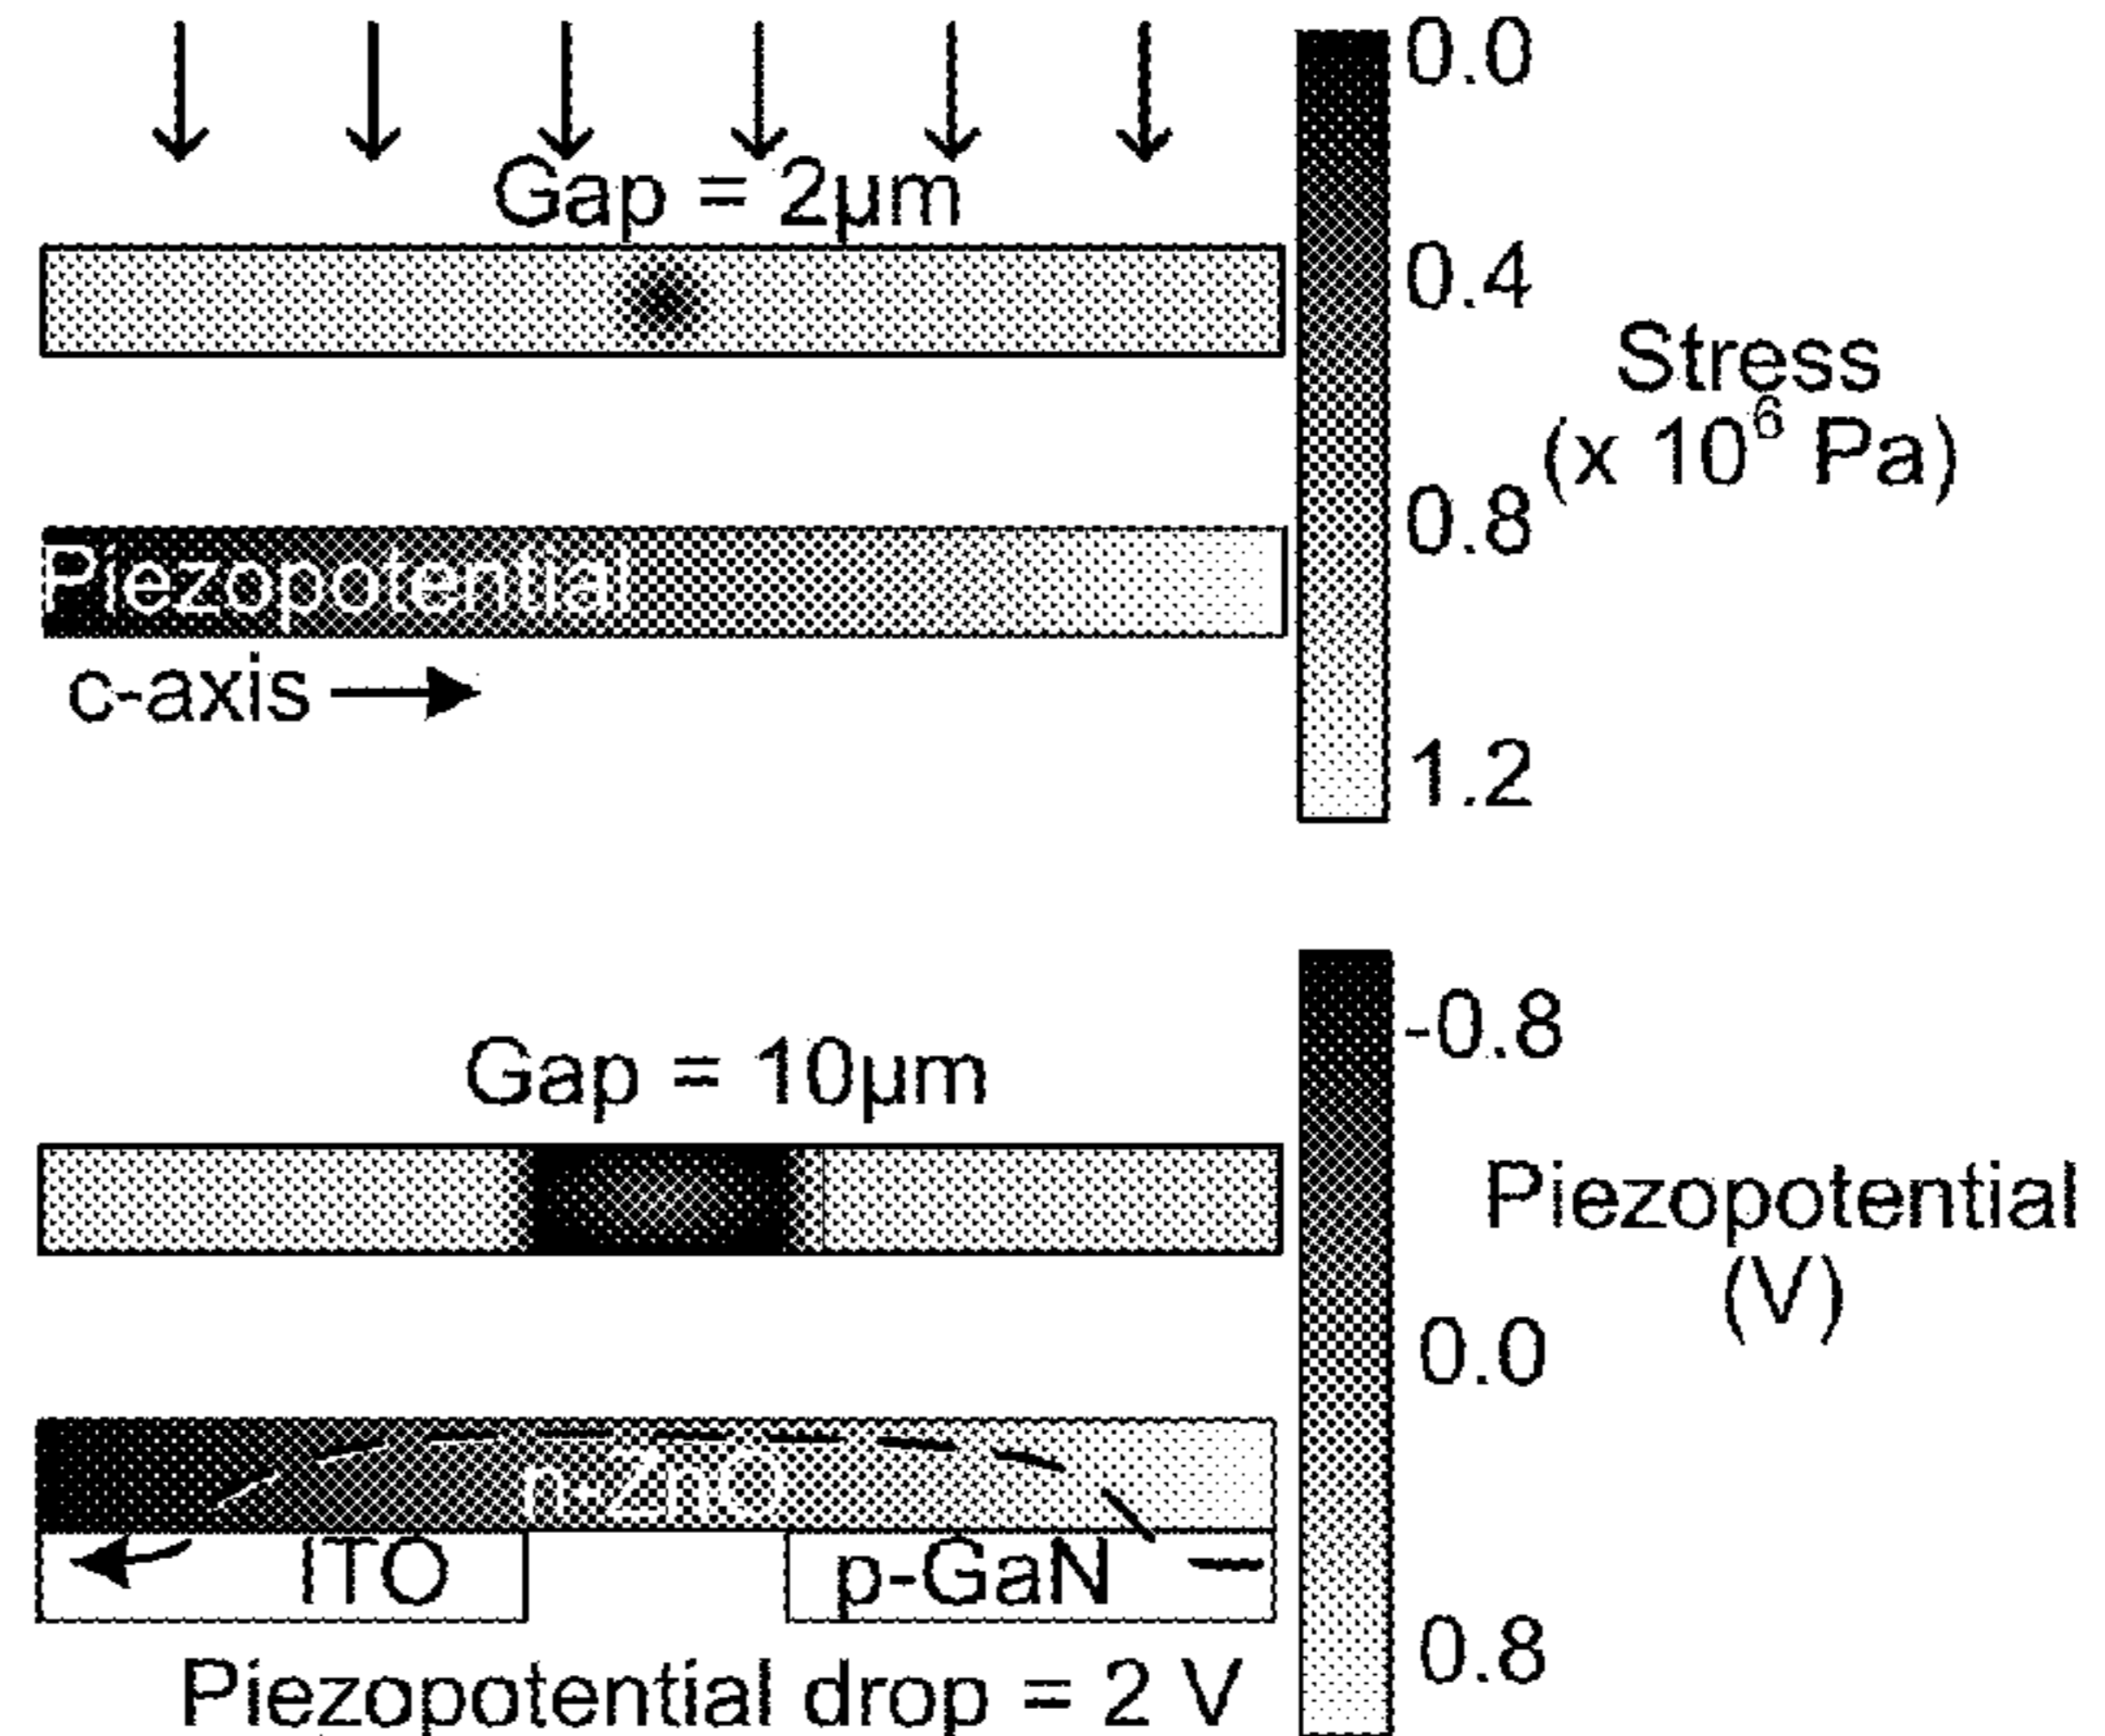 Gap = 2µm
0.0
0.4
0.8
1.2
Stress
(x 10⁶ Pa)
Piezopotential
c-axis
Gap = 10µm
-0.8
0.0
0.8
Piezopotential
(V)
n-ZnO
ITO
p-GaN
Piezopotential drop = 2 V